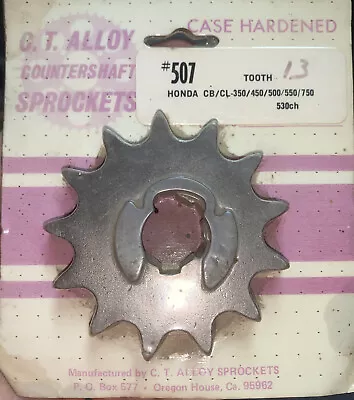 CASE HARDENED
C. T. ALLOY
COUNTERSHAFT
SPROCKETS
#507 TOOTH 13
HONDA CB/CL-350/450/500/550/750
530ch
Manufactured by C. T. ALLOY SPROCKETS
P. O. Box 577 - Oregon House, Ca. 95962